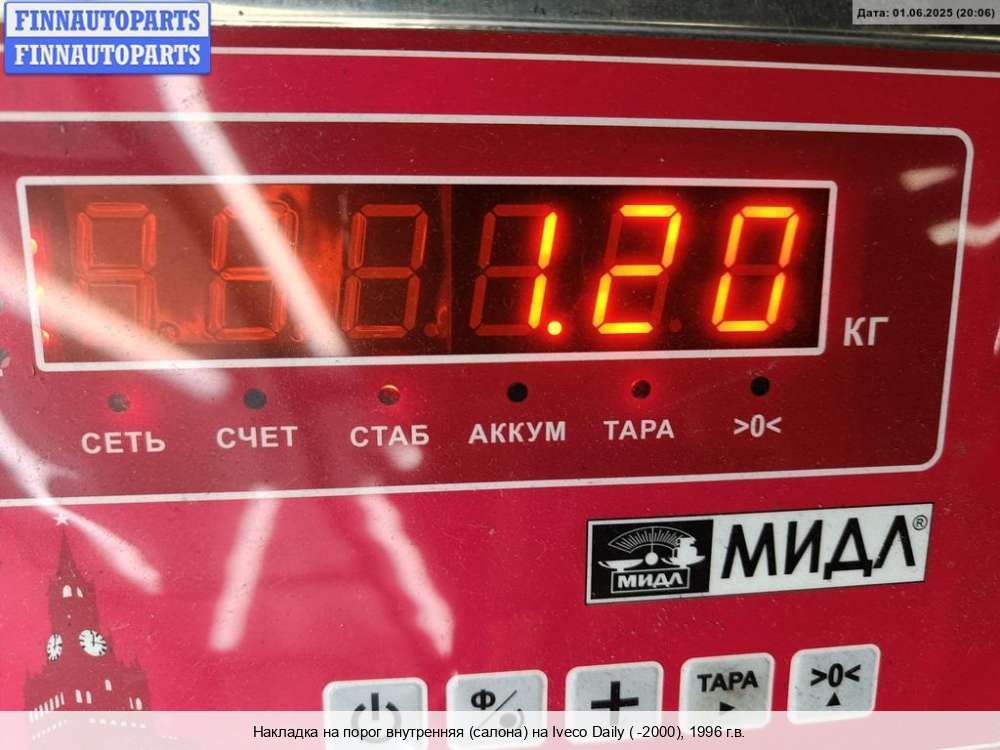 FINNAUTOPARTS
FINNAUTOPARTS
Дата: 01.06.2025 (20:06)
1.20
КГ
СЕТЬ СЧЕТ СТАБ АККУМ ТАРА >0<
МИДЛ МИДЛ®
Ф ТАРА >0<
Накладка на порог внутренняя (салона) на Iveco Daily ( -2000), 1996 г.в.